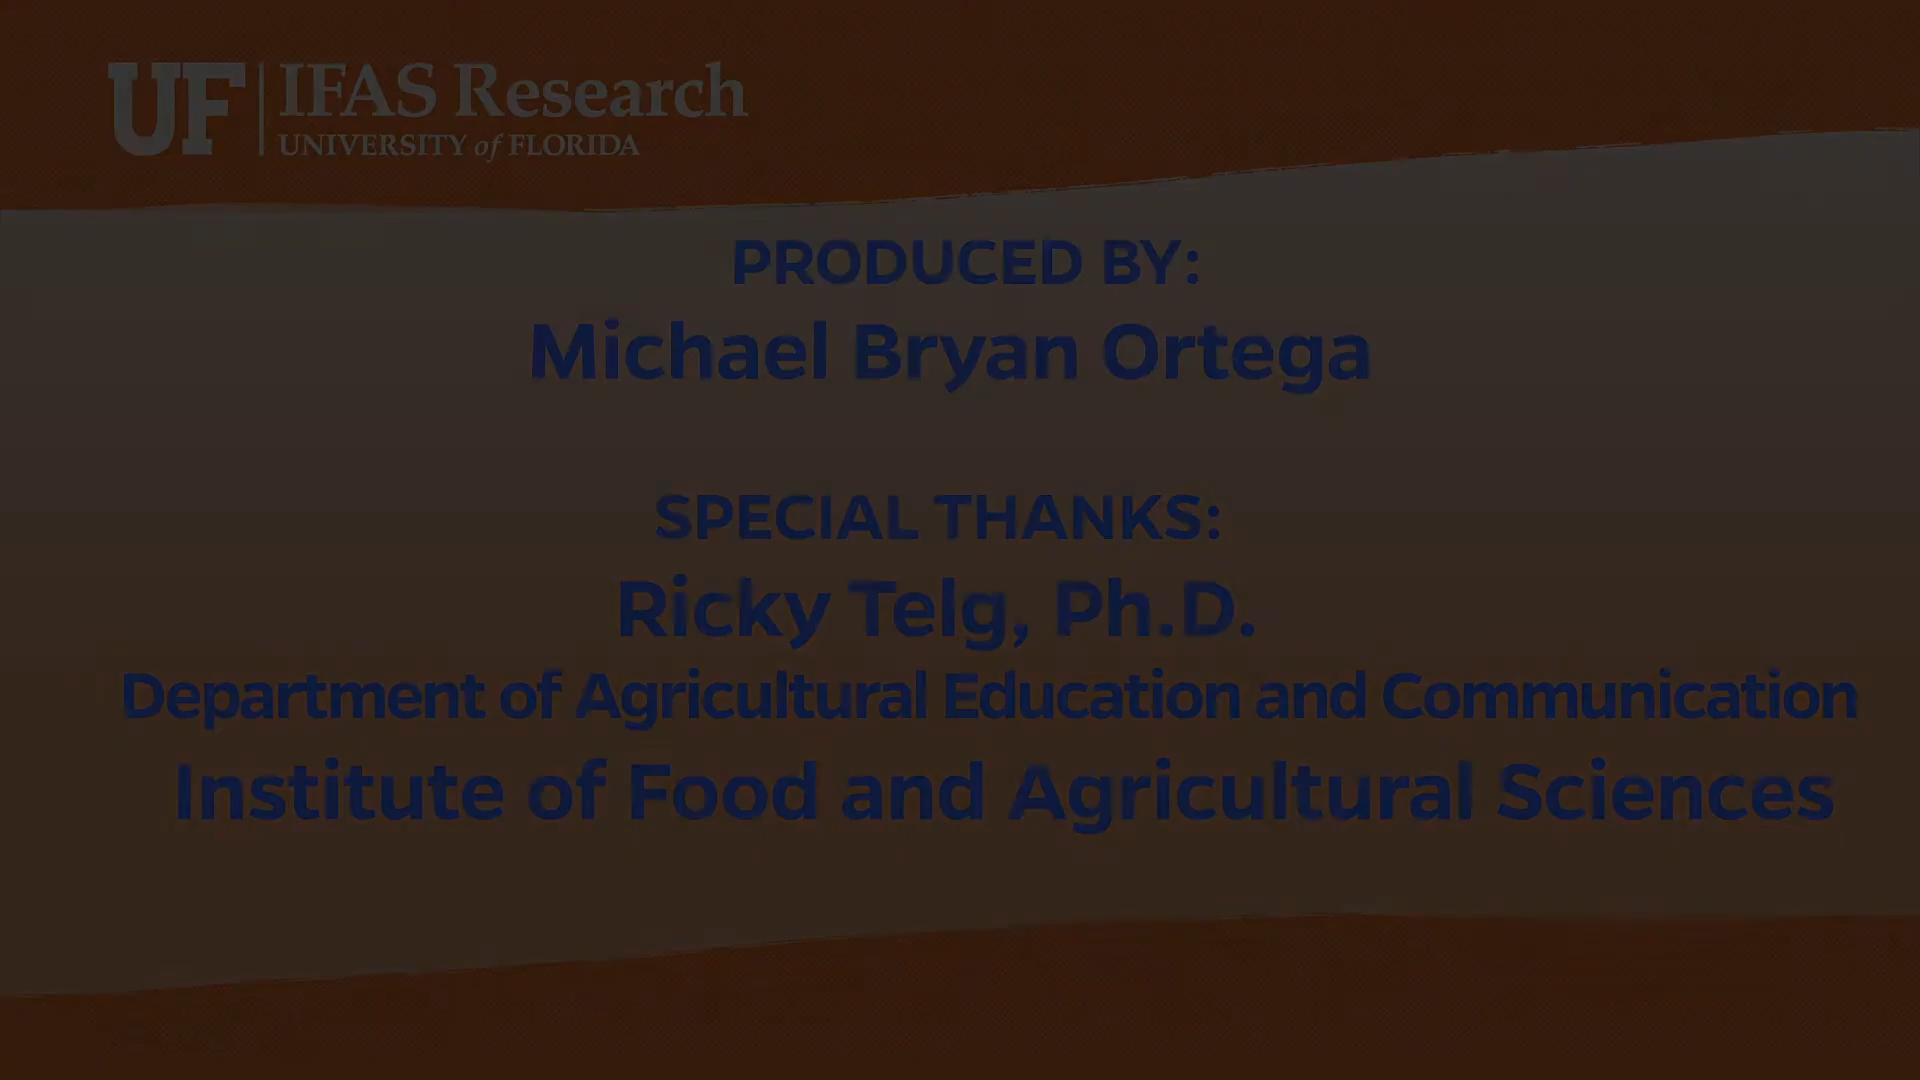 UF IFAS Research
UNIVERSITY of FLORIDA
PRODUCED BY:
Michael Bryan Ortega
SPECIAL THANKS:
Ricky Telg, Ph.D.
Department of Agricultural Education and Communication
Institute of Food and Agricultural Sciences